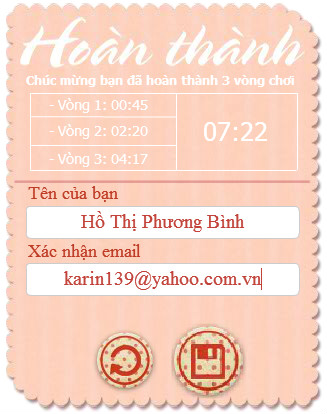 Hoàn thành
Chúc mừng bạn đã hoàn thành 3 vòng chơi
- Vòng 1: 00:45
- Vòng 2: 02:20
- Vòng 3: 04:17
07:22
Tên của bạn
Hồ Thị Phương Bình
Xác nhận email
karin139@yahoo.com.vn